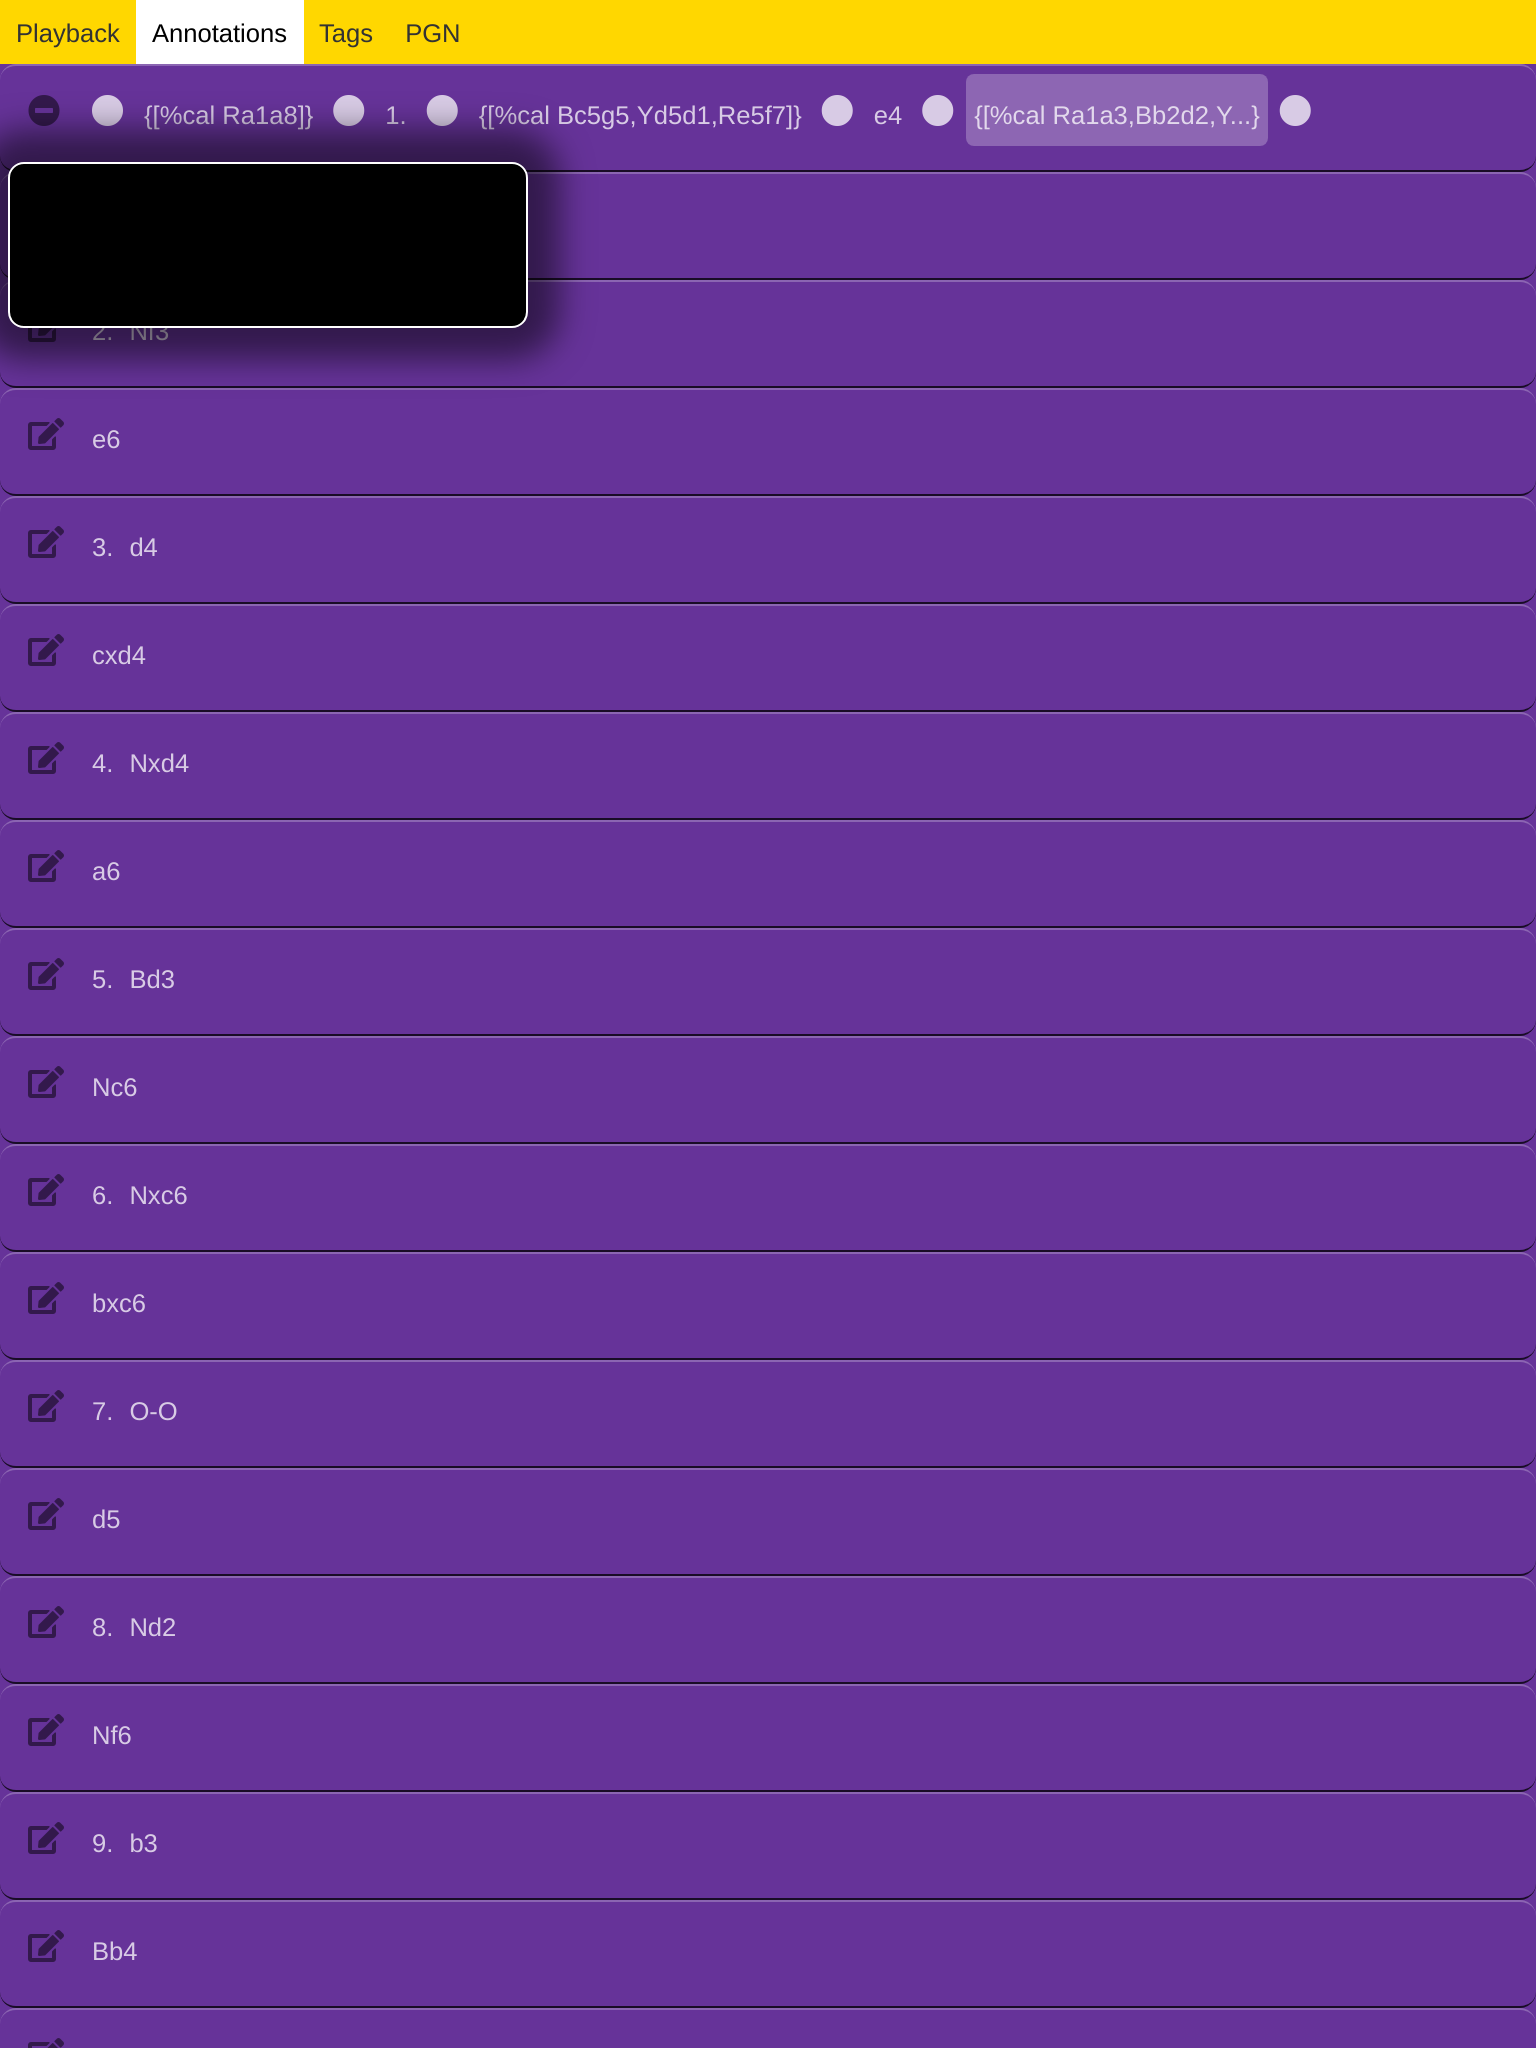 Playback Annotations Tags PGN
{[%cal Ra1a8]} 1. {[%cal Bc5g5,Yd5d1,Re5f7]} e4 {[%cal Ra1a3,Bb2d2,Y...}
2. Nf3
e6
3. d4
cxd4
4. Nxd4
a6
5. Bd3
Nc6
6. Nxc6
bxc6
7. O-O
d5
8. Nd2
Nf6
9. b3
Bb4